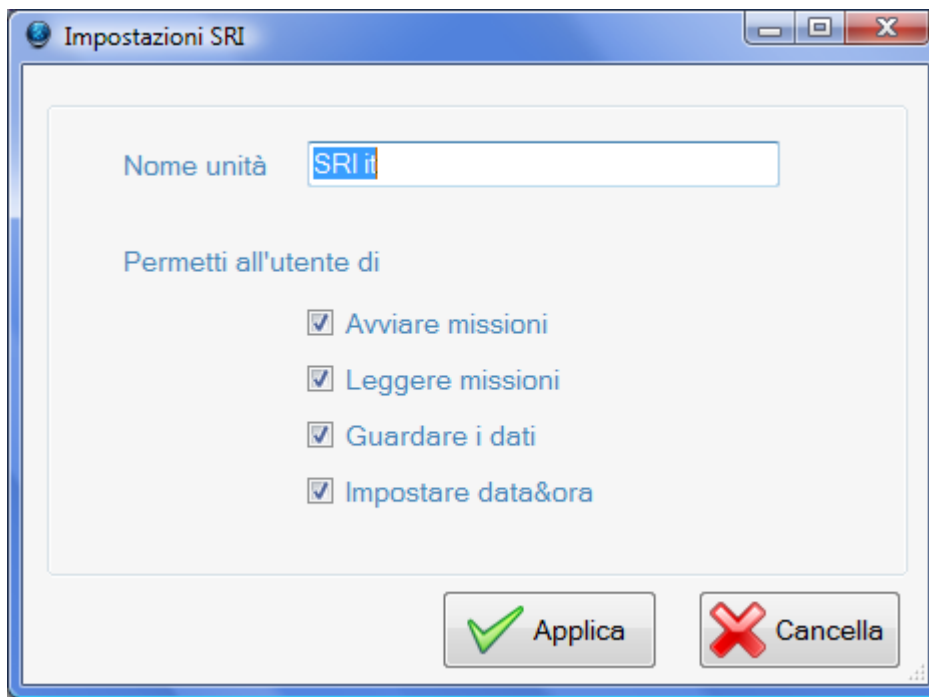 Impostazioni SRI
Nome unità SRI it
Permetti all'utente di
Avviare missioni
Leggere missioni
Guardare i dati
Impostare data&ora
Applica Cancella